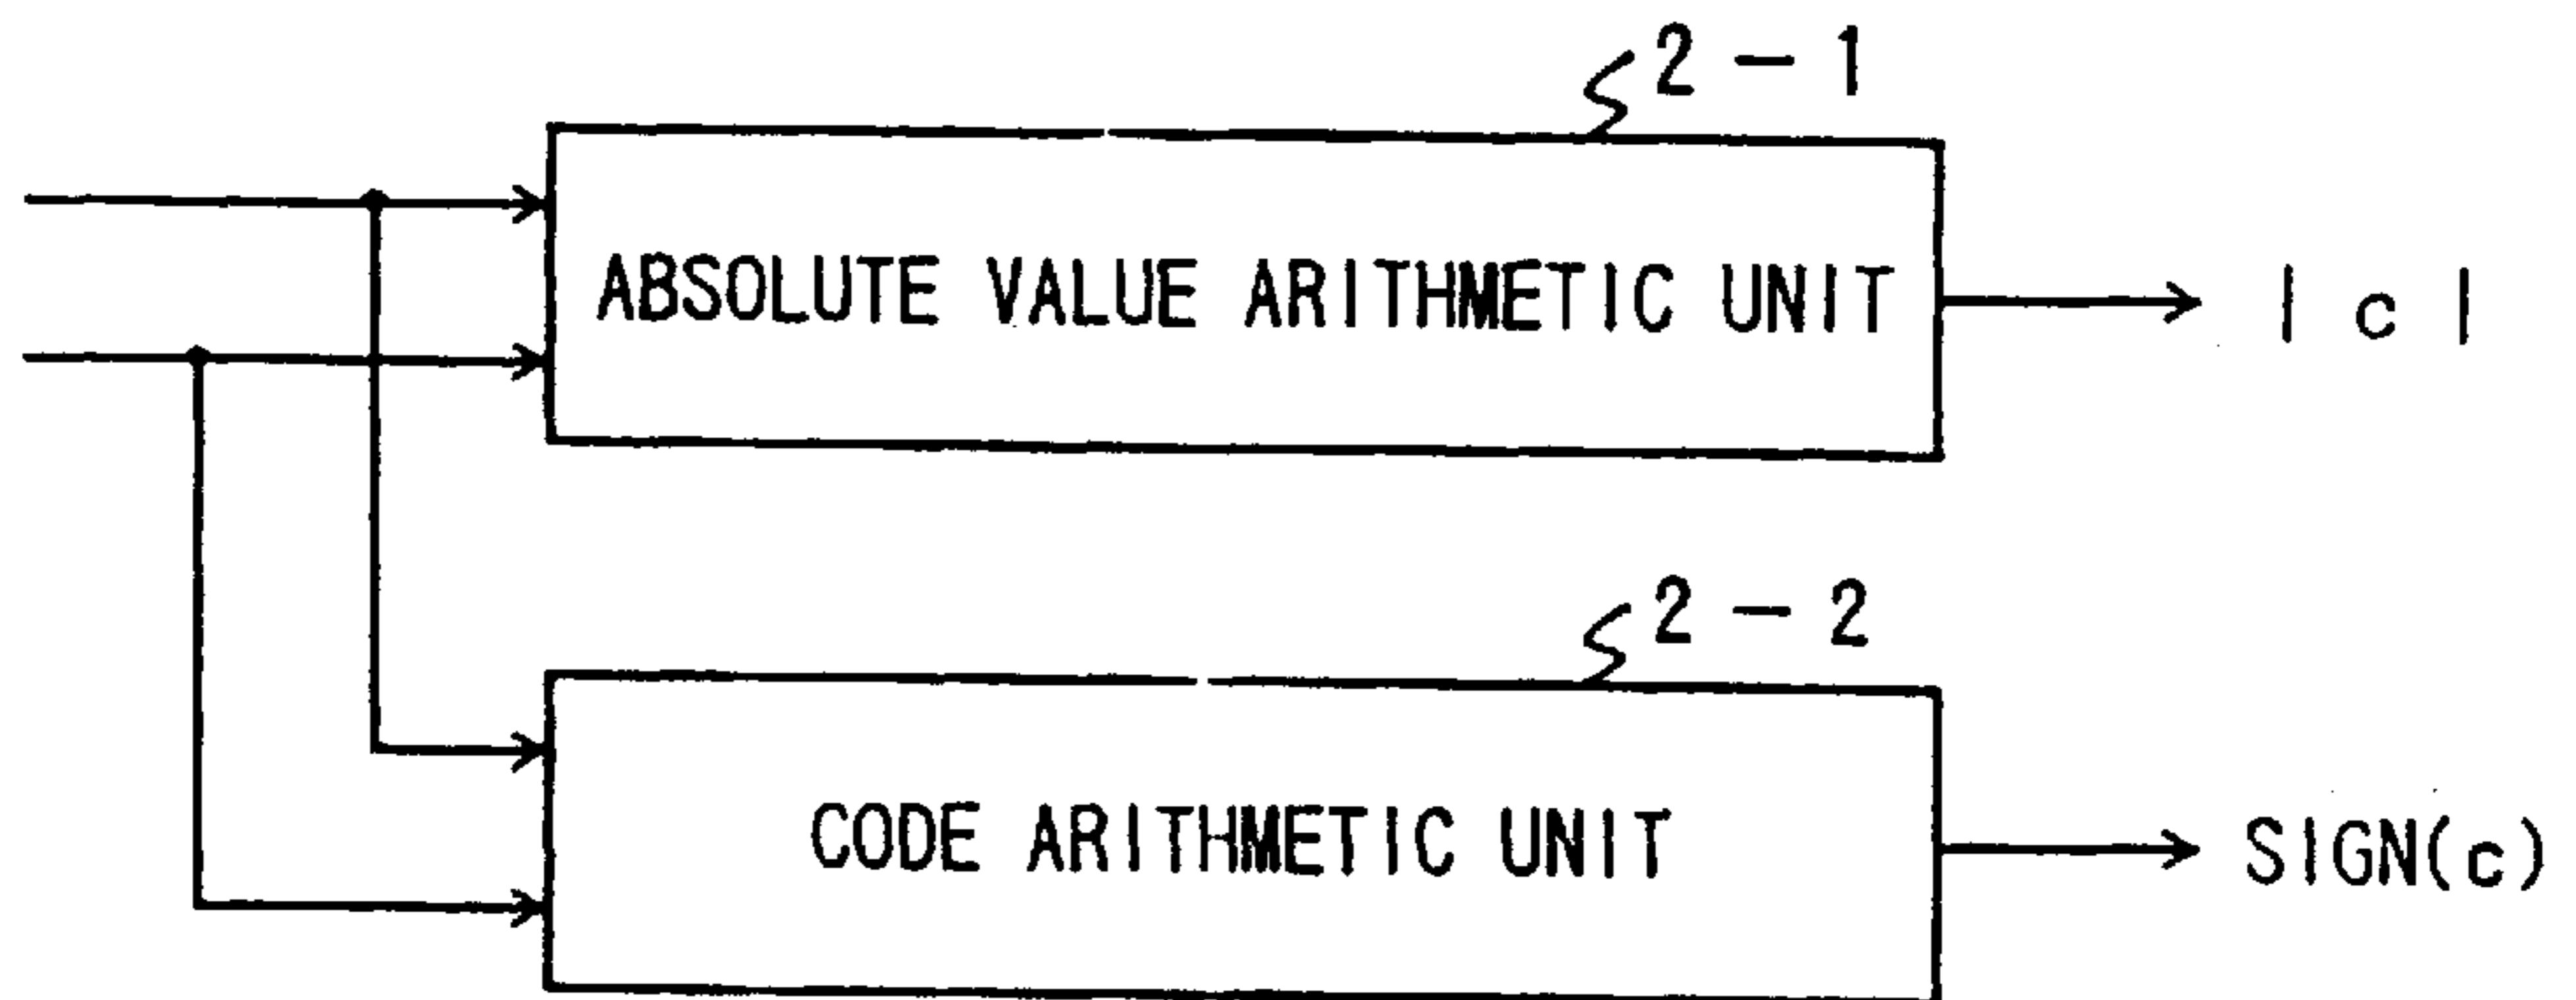 2 - 1
ABSOLUTE VALUE ARITHMETIC UNIT
| c |
2 - 2
CODE ARITHMETIC UNIT
SIGN(c)